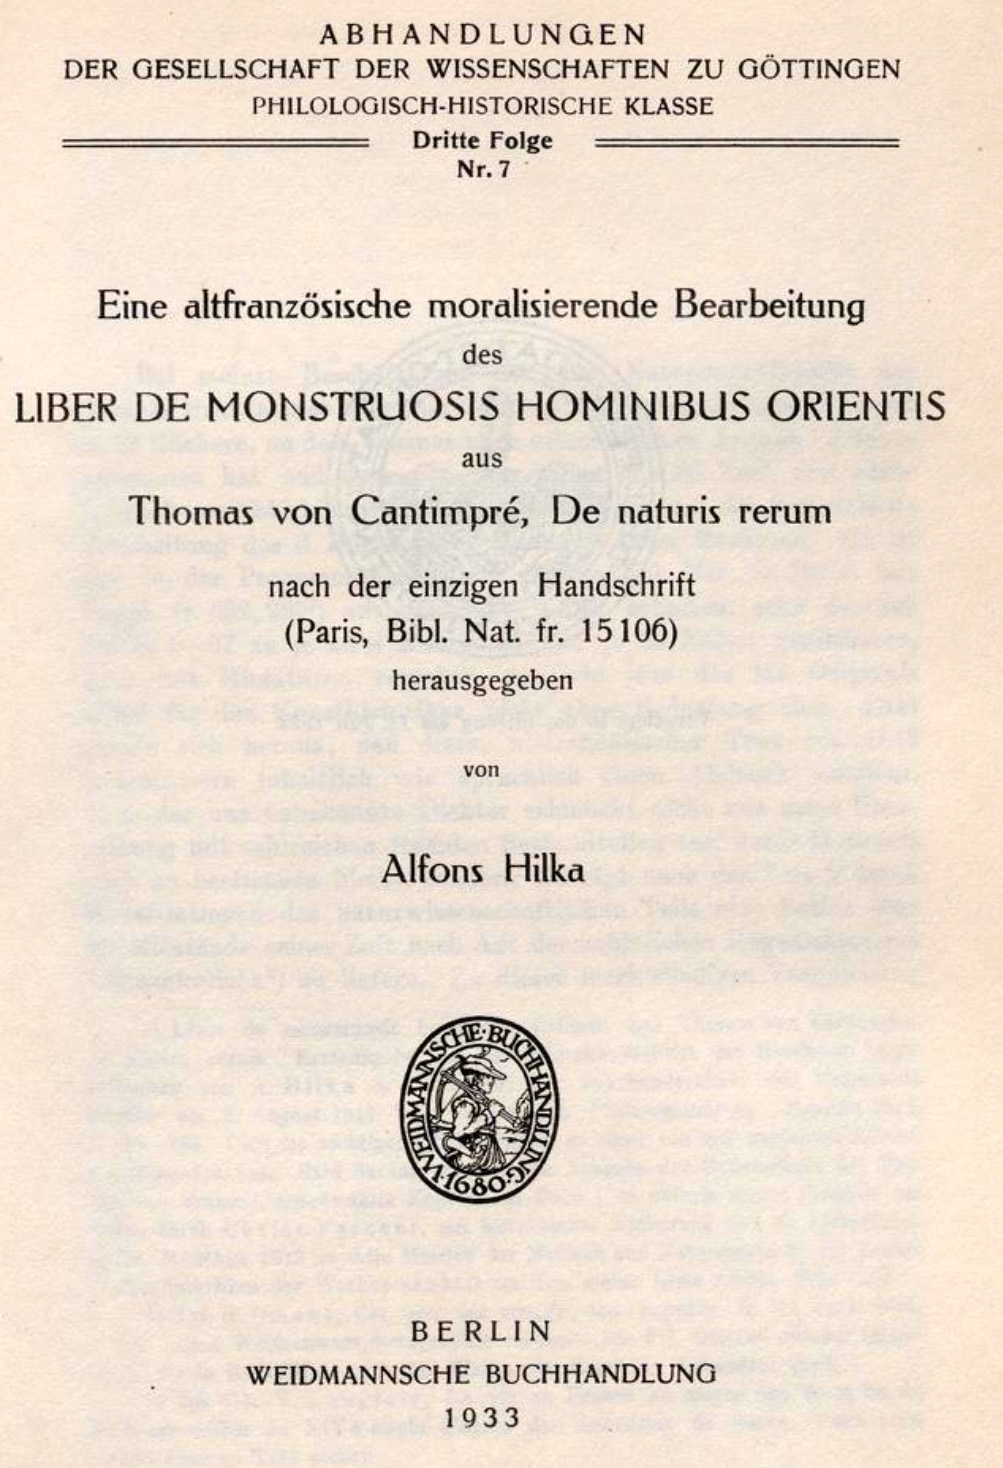 ABHANDLUNGEN
DER GESELLSCHAFT DER WISSENSCHAFTEN ZU GÖTTINGEN
PHILOLOGISCH-HISTORISCHE KLASSE
Dritte Folge
Nr. 7
Eine altfranzösische moralisierende Bearbeitung
des
LIBER DE MONSTRUOSIS HOMINIBUS ORIENTIS
aus
Thomas von Cantimpré, De naturis rerum
nach der einzigen Handschrift
(Paris, Bibl. Nat. fr. 15106)
herausgegeben
von
Alfons Hilka
WEIDMANNSCHE·BUCHHANDLUNG·
·1680·
BERLIN
WEIDMANNSCHE BUCHHANDLUNG
1933